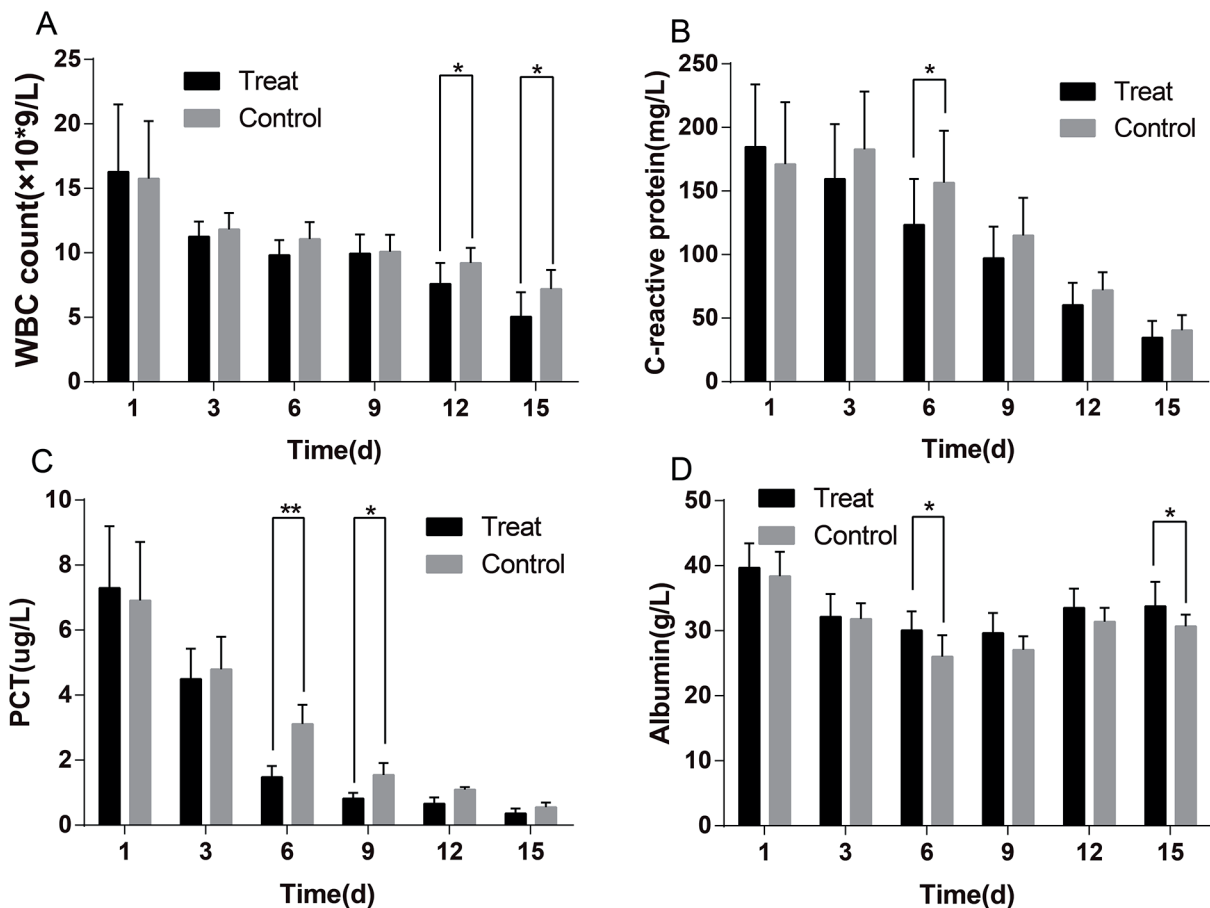 A
WBC count(×10*9/L)
25
20
15
10
5
0
Treat
Control
*
*
1 3 6 9 12 15
Time(d)
B
C-reactive protein(mg/L)
250
200
150
100
50
0
*
Treat
Control
1 3 6 9 12 15
Time(d)
C
PCT(ug/L)
10
8
6
4
2
0
**
*
Treat
Control
1 3 6 9 12 15
Time(d)
D
Albumin(g/L)
50
40
30
20
10
0
Treat
Control
*
*
1 3 6 9 12 15
Time(d)